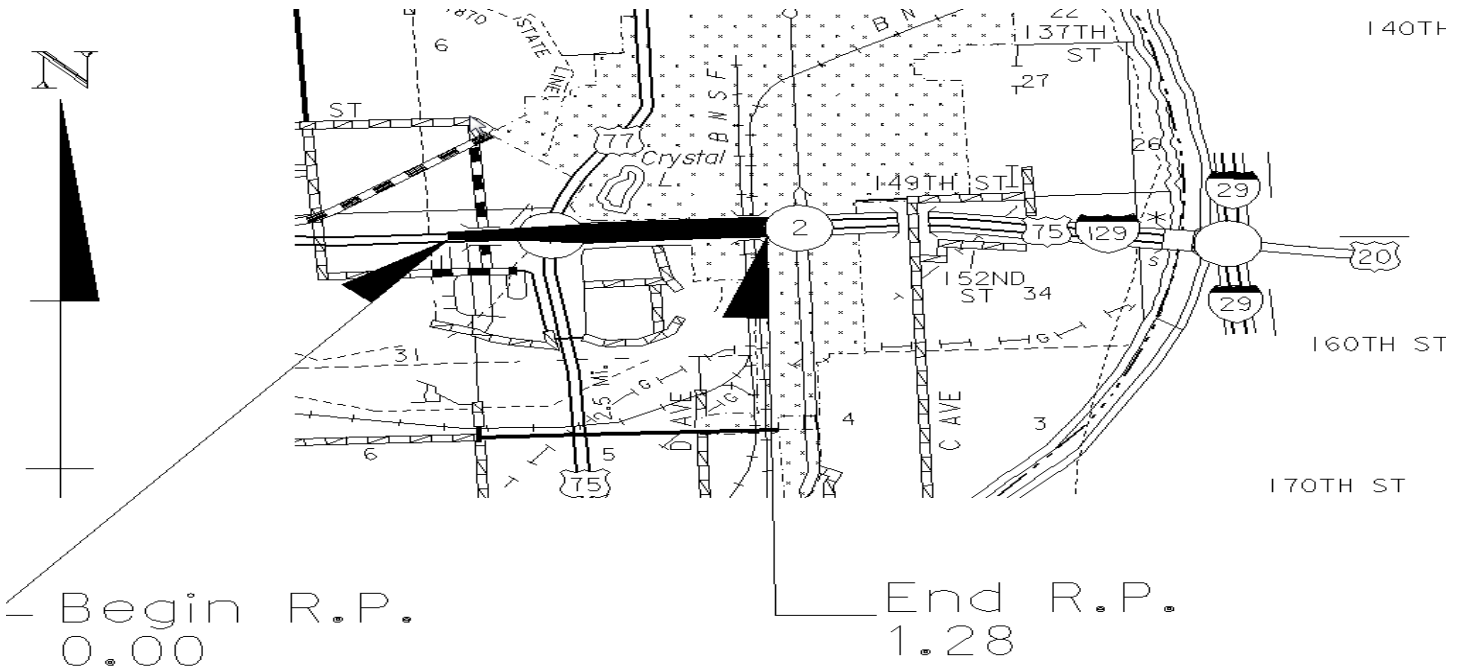 1870
STATE
LINE
22
B N
137TH
ST
140TH
N
6
27
ST
77
BNSF
26
Crystal
L
149TH ST
29
2
75
129
20
152ND
ST
34
S
29
31
160TH ST
2.5 Mi.
G
G
G
D AVE
4
C AVE
3
6
5
75
170TH ST
Begin R.P.
0.00
End R.P.
1.28